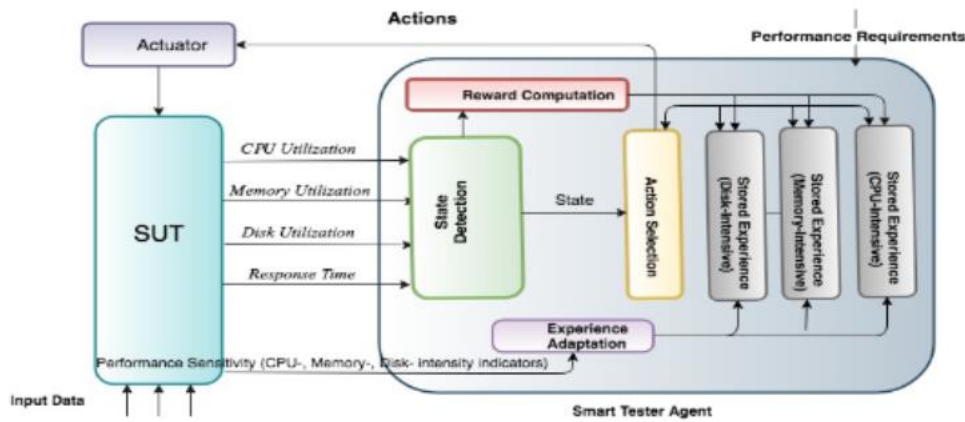 Actions
Actuator
Performance Requirements
Reward Computation
CPU Utilization
Memory Utilization
Disk Utilization
Response Time
SUT
State
Detection
State
Action Selection
Stored Experience
(Disk-Intensive)
Stored Experience
(Memory-Intensive)
Stored Experience
(CPU-Intensive)
Experience
Adaptation
Performance Sensitivity (CPU-, Memory-, Disk- intensity indicators)
Input Data
Smart Tester Agent